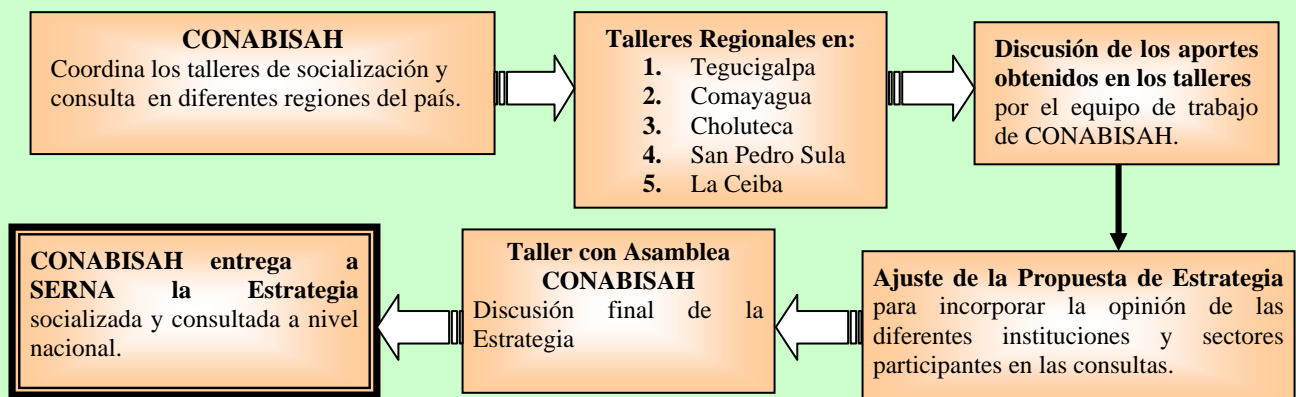 CONABISAH
Coordina los talleres de socialización y
consulta en diferentes regiones del país.
Talleres Regionales en:
1. Tegucigalpa
2. Comayagua
3. Choluteca
4. San Pedro Sula
5. La Ceiba
Discusión de los aportes
obtenidos en los talleres
por el equipo de trabajo
de CONABISAH.
Ajuste de la Propuesta de Estrategia
para incorporar la opinión de las
diferentes instituciones y sectores
participantes en las consultas.
Taller con Asamblea
CONABISAH
Discusión final de la
Estrategia
CONABISAH entrega a
SERNA la Estrategia
socializada y consultada a nivel
nacional.